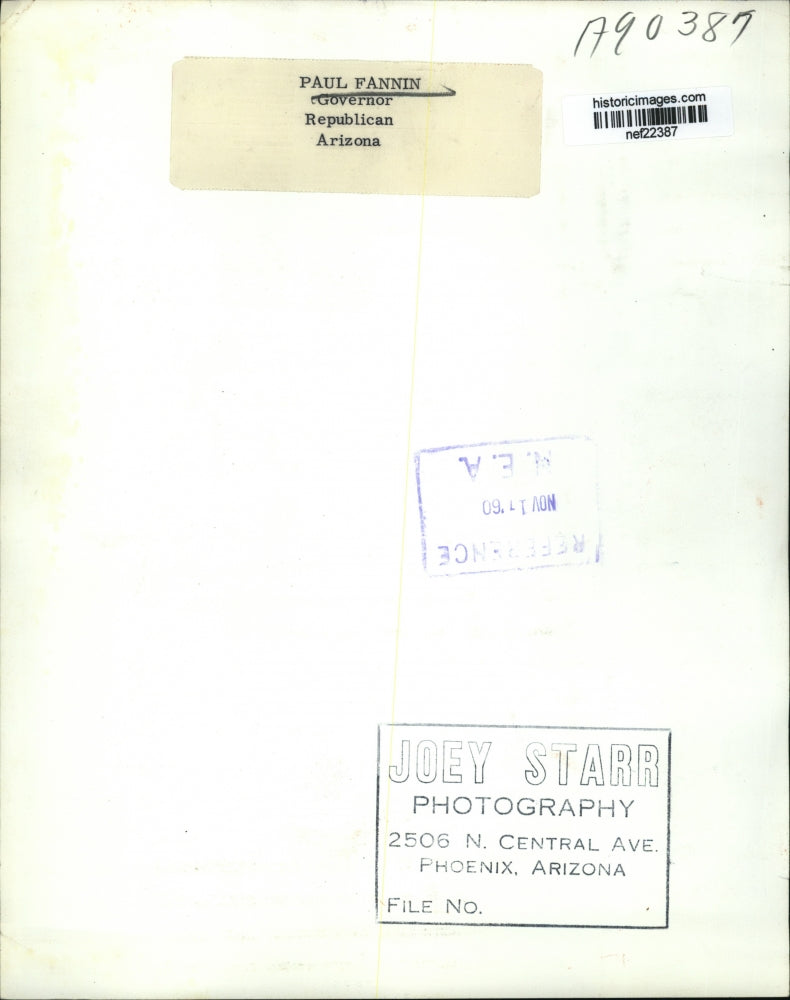 A90387
PAUL FANNIN
Governor
Republican
Arizona
historicimages.com
nef22387
REFERENCE
NOV 11 '60
N. E. A.
JOEY STARR
PHOTOGRAPHY
2506 N. CENTRAL AVE.
PHOENIX, ARIZONA
FILE NO.